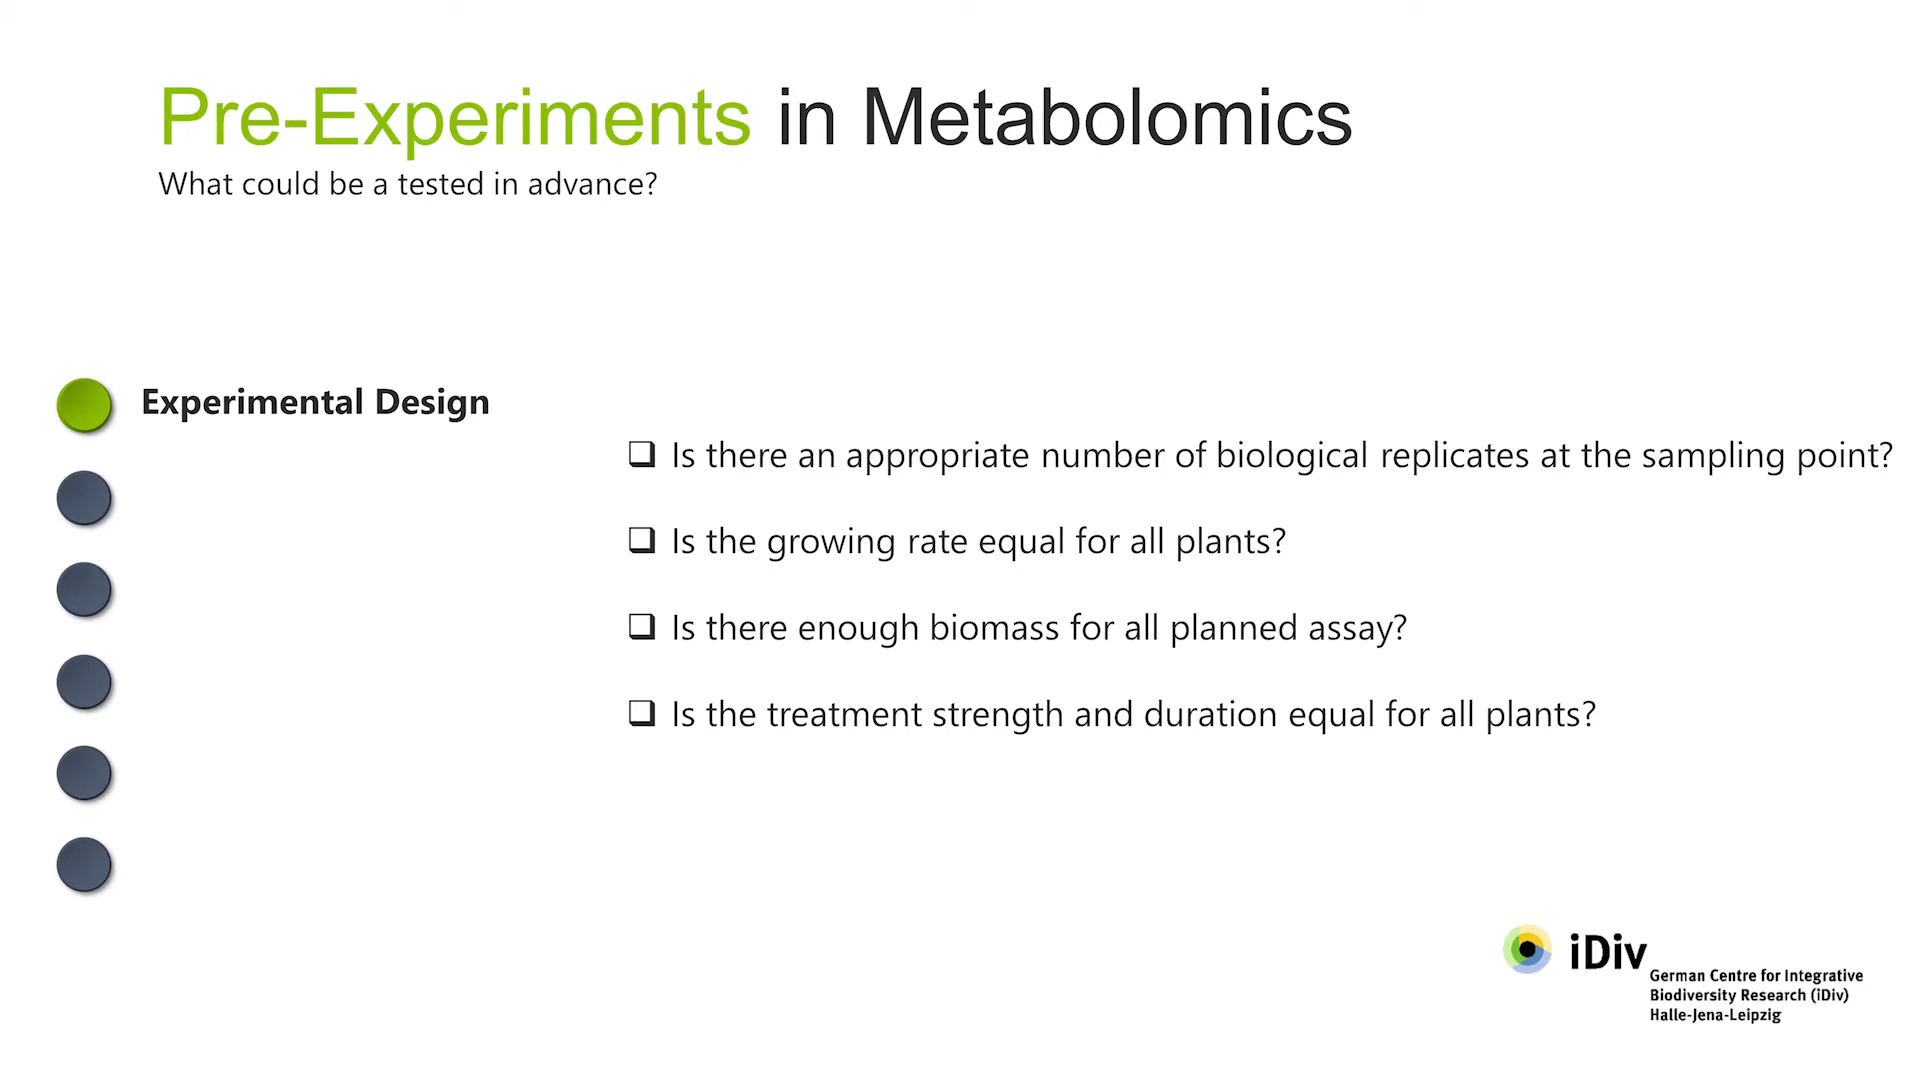 Pre-Experiments in Metabolomics
What could be a tested in advance?
Experimental Design
Is there an appropriate number of biological replicates at the sampling point?
Is the growing rate equal for all plants?
Is there enough biomass for all planned assay?
Is the treatment strength and duration equal for all plants?
iDiv
German Centre for Integrative
Biodiversity Research (iDiv)
Halle-Jena-Leipzig